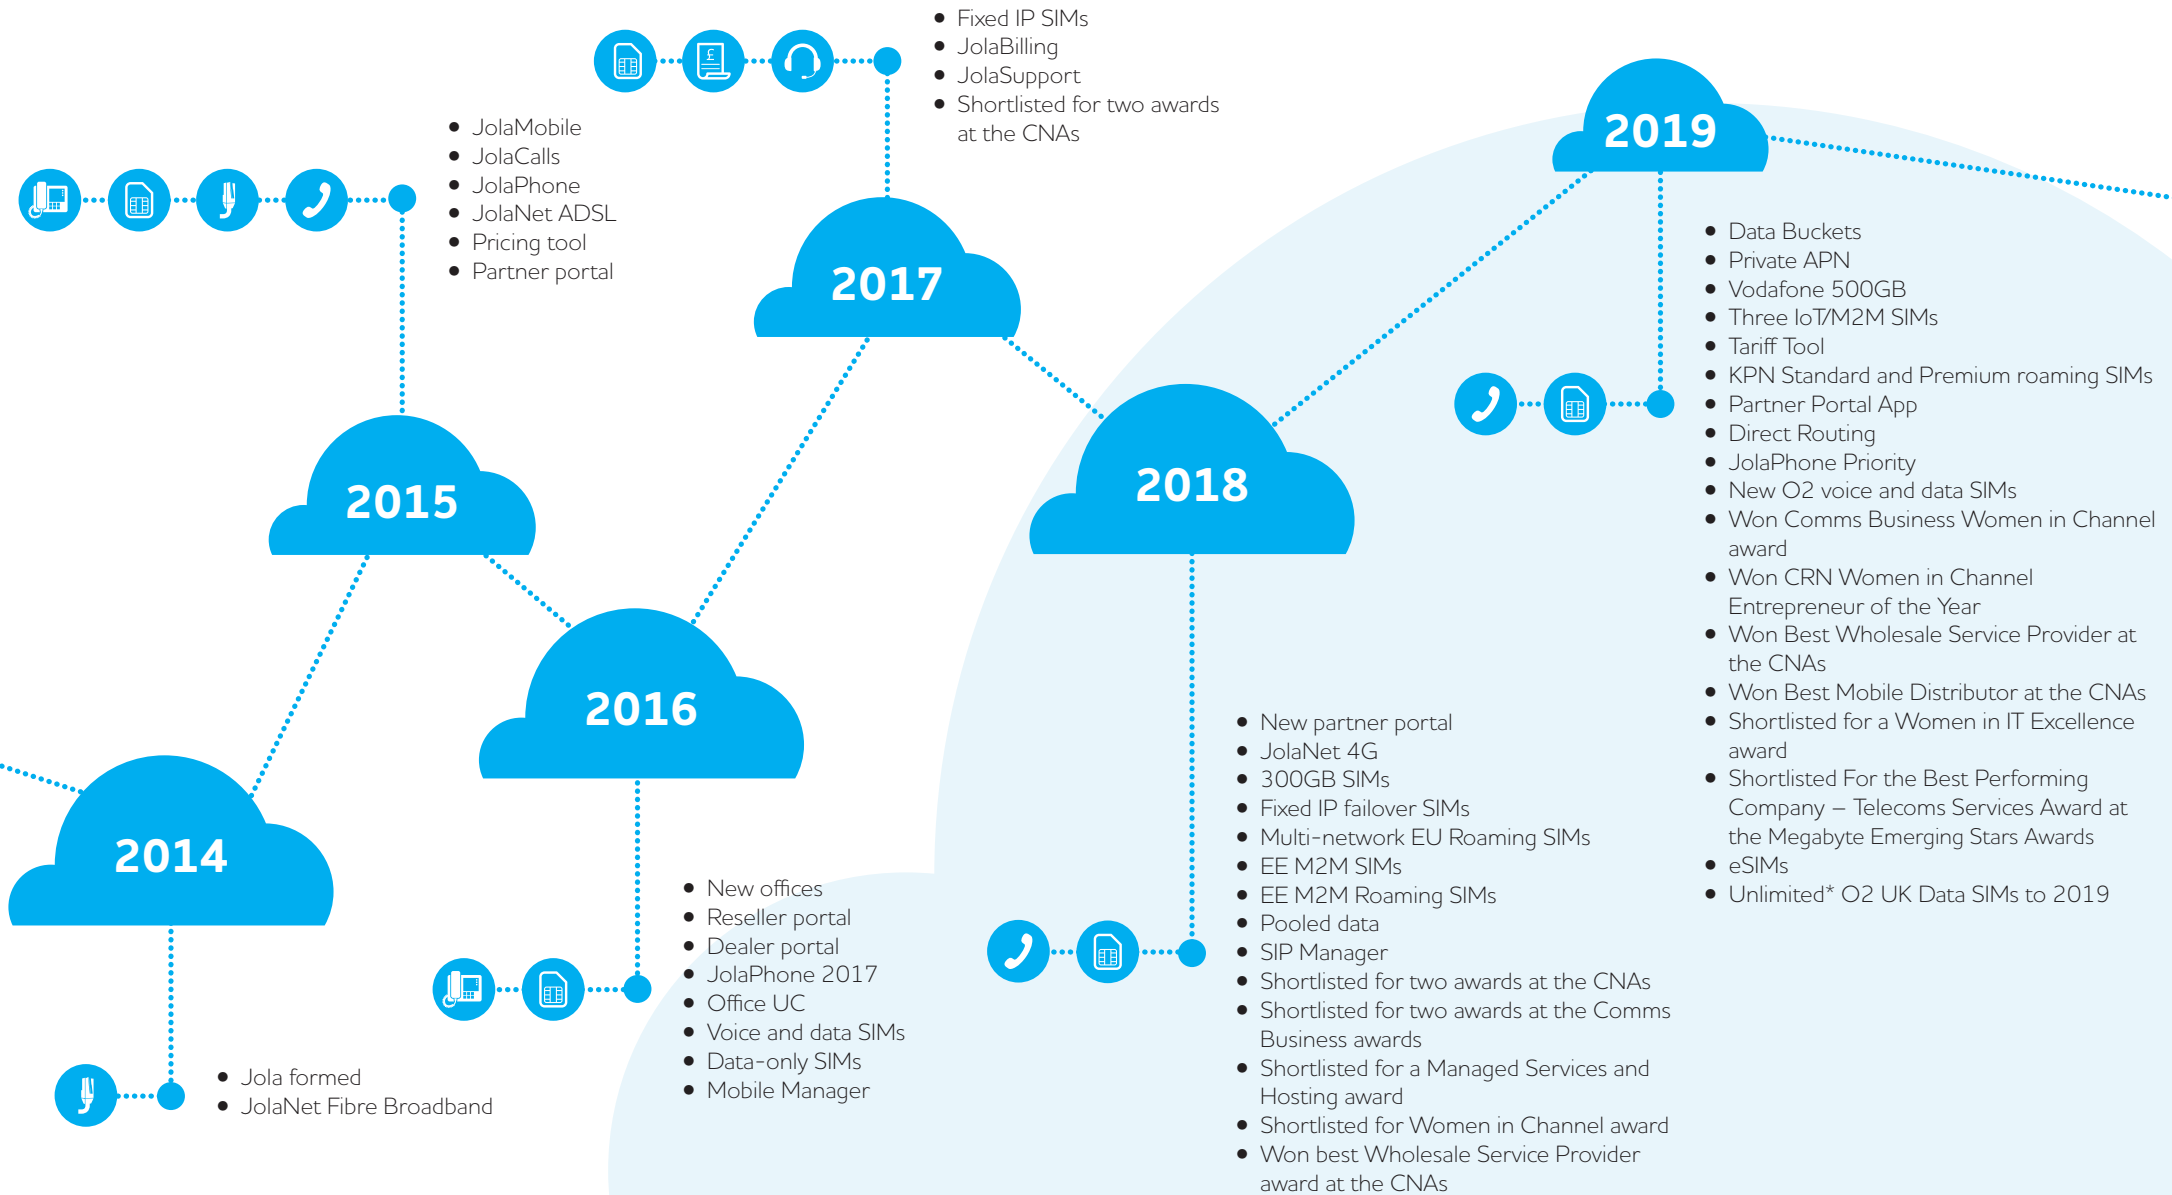 2014
• Jola formed
• JolaNet Fibre Broadband
2015
• JolaMobile
• JolaCalls
• JolaPhone
• JolaNet ADSL
• Pricing tool
• Partner portal
2016
• New offices
• Reseller portal
• Dealer portal
• JolaPhone 2017
• Office UC
• Voice and data SIMs
• Data-only SIMs
• Mobile Manager
2017
£
• Fixed IP SIMs
• JolaBilling
• JolaSupport
• Shortlisted for two awards
at the CNAs
2018
• New partner portal
• JolaNet 4G
• 300GB SIMs
• Fixed IP failover SIMs
• Multi-network EU Roaming SIMs
• EE M2M SIMs
• EE M2M Roaming SIMs
• Pooled data
• SIP Manager
• Shortlisted for two awards at the CNAs
• Shortlisted for two awards at the Comms
Business awards
• Shortlisted for a Managed Services and
Hosting award
• Shortlisted for Women in Channel award
• Won best Wholesale Service Provider
award at the CNAs
2019
• Data Buckets
• Private APN
• Vodafone 500GB
• Three IoT/M2M SIMs
• Tariff Tool
• KPN Standard and Premium roaming SIMs
• Partner Portal App
• Direct Routing
• JolaPhone Priority
• New O2 voice and data SIMs
• Won Comms Business Women in Channel
award
• Won CRN Women in Channel
Entrepreneur of the Year
• Won Best Wholesale Service Provider at
the CNAs
• Won Best Mobile Distributor at the CNAs
• Shortlisted for a Women in IT Excellence
award
• Shortlisted For the Best Performing
Company – Telecoms Services Award at
the Megabyte Emerging Stars Awards
• eSIMs
• Unlimited* O2 UK Data SIMs to 2019